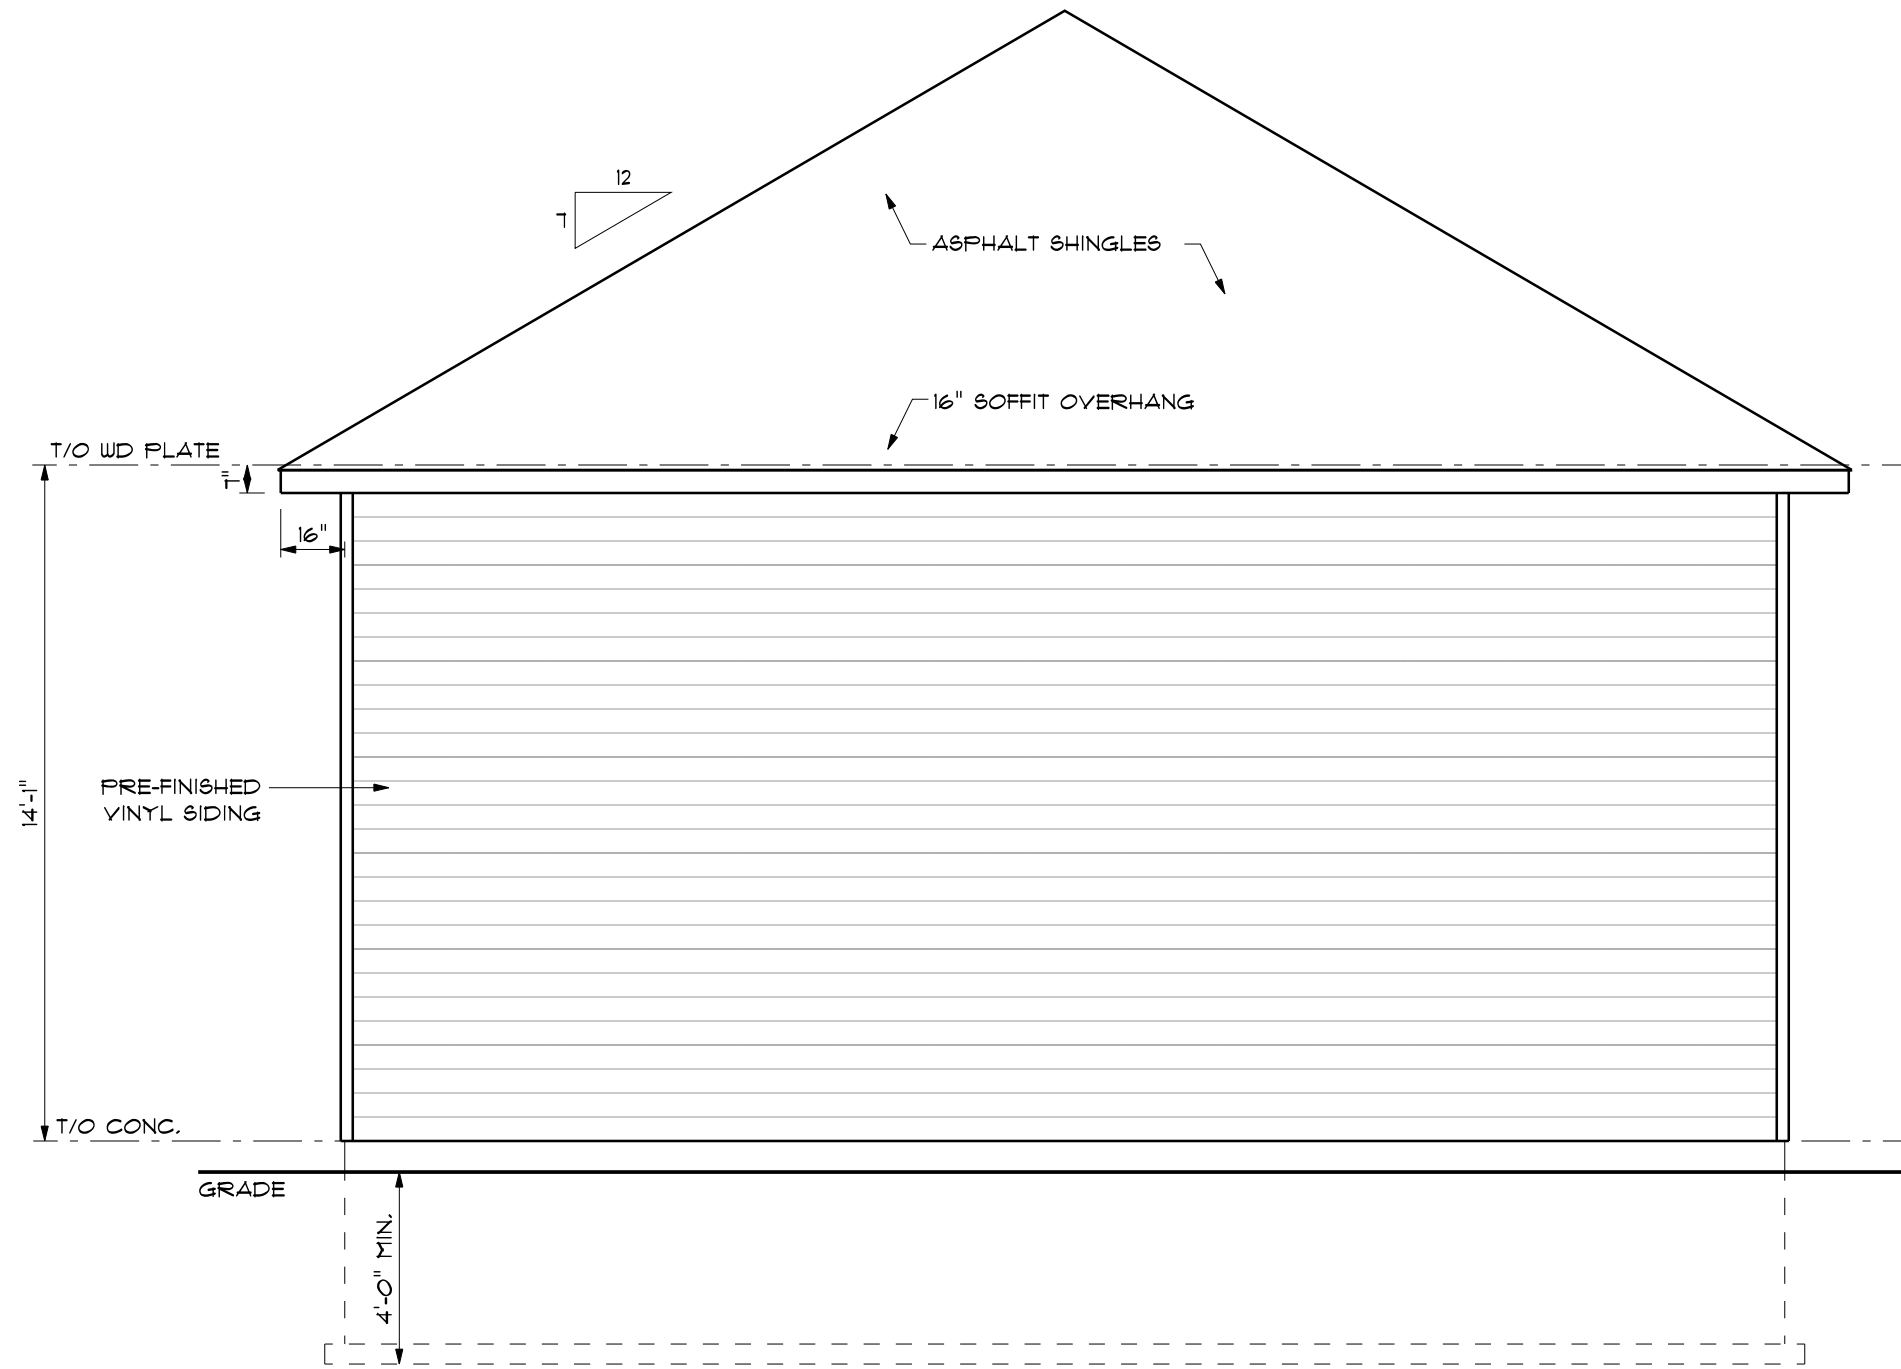 12
7
ASPHALT SHINGLES
16" SOFFIT OVERHANG
T/O WD PLATE
7"
16"
PRE-FINISHED
VINYL SIDING
14'-1"
T/O CONC.
GRADE
4'-0" MIN.